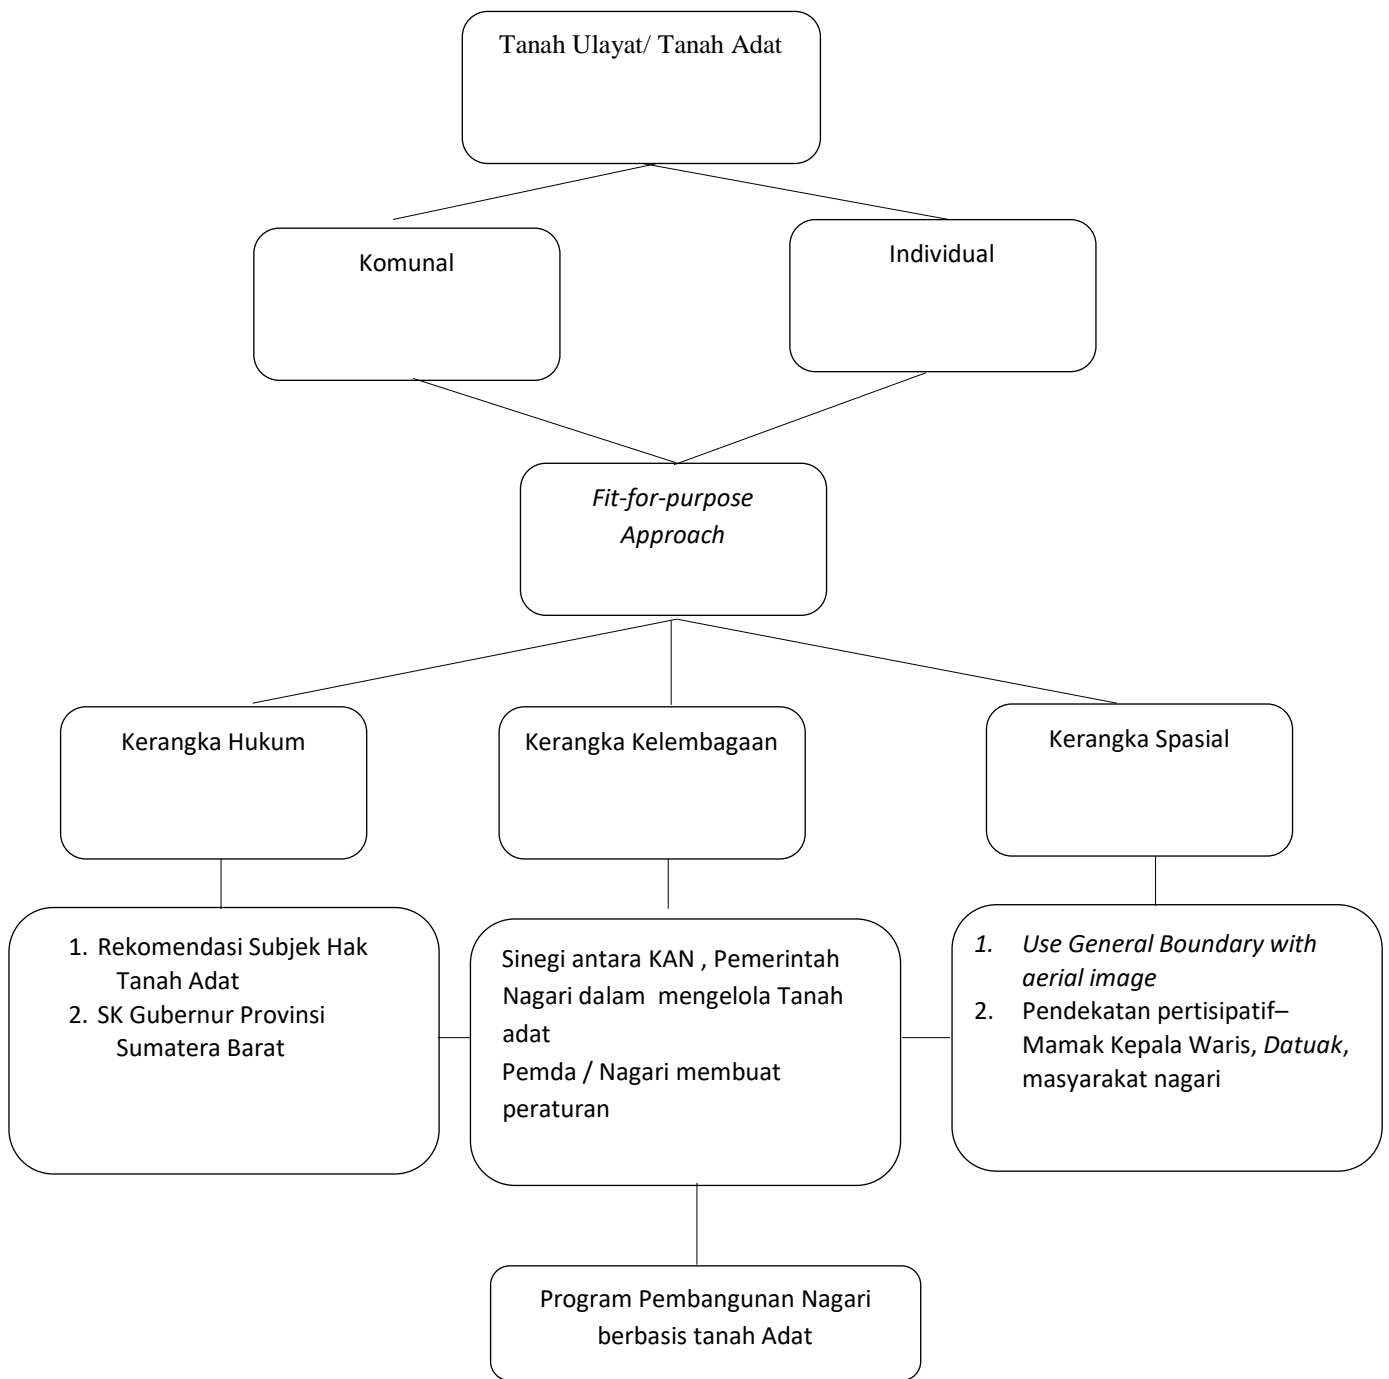 Tanah Ulayat/ Tanah Adat
Komunal
Individual
Fit-for-purpose
Approach
Kerangka Hukum
Kerangka Kelembagaan
Kerangka Spasial
1. Rekomendasi Subjek Hak
Tanah Adat
2. SK Gubernur Provinsi
Sumatera Barat
Sinegi antara KAN , Pemerintah
Nagari dalam mengelola Tanah
adat
Pemda / Nagari membuat
peraturan
1. Use General Boundary with
aerial image
2. Pendekatan pertisipatif–
Mamak Kepala Waris, Datuak,
masyarakat nagari
Program Pembangunan Nagari
berbasis tanah Adat